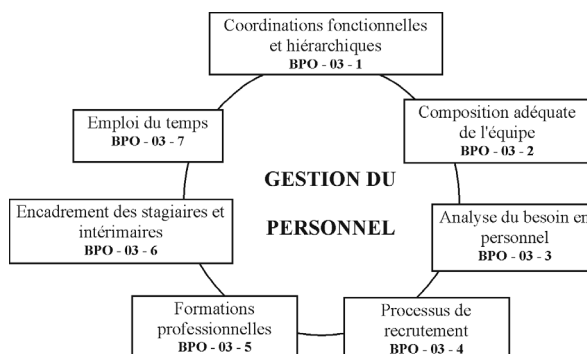 Coordinations fonctionnelles
et hiérarchiques
BPO - 03 - 1
Composition adéquate
de l'équipe
BPO - 03 - 2
Analyse du besoin en
personnel
BPO - 03 - 3
Processus de
recrutement
BPO - 03 - 4
Formations
professionnelles
BPO - 03 - 5
Encadrement des stagiaires et
intérimaires
BPO - 03 - 6
Emploi du temps
BPO - 03 - 7
GESTION DU
PERSONNEL